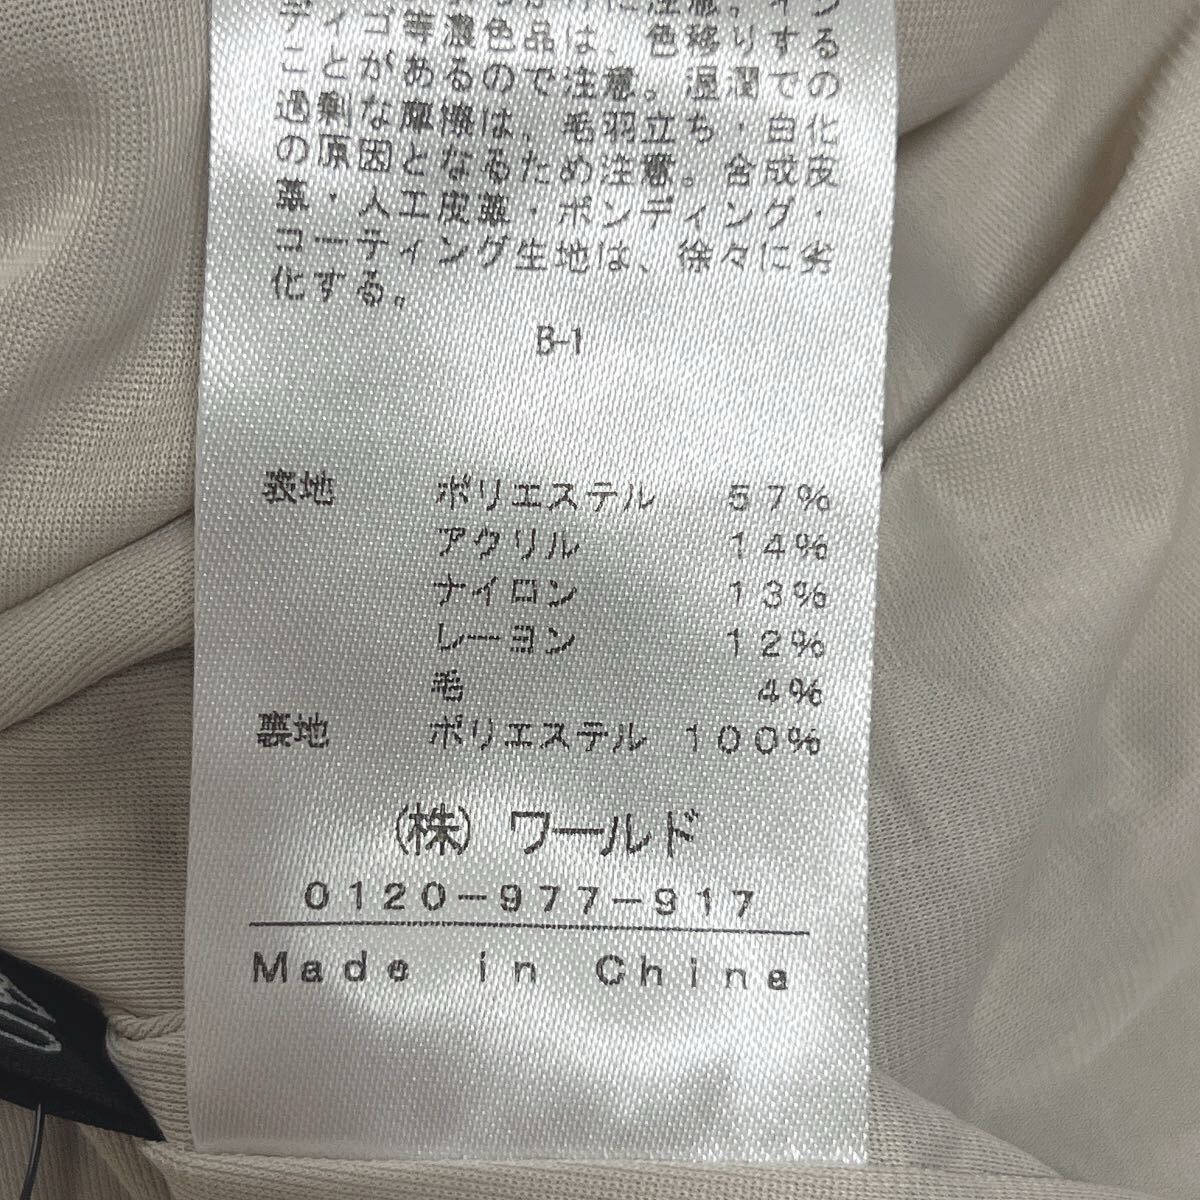 ディゴ等濃色品は、色移りする
ことがあるので注意。湿潤での
過剰な摩擦は、毛羽立ち・白化
の原因となるため注意。合成皮
革・人工皮革・ボンディング・
コーティング生地は、徐々に劣
化する。
B-1
表地 ポリエステル 57%
アクリル 14%
ナイロン 13%
レーヨン 12%
毛 4%
裏地 ポリエステル 100%
(株) ワールド
0120-977-917
Made in China